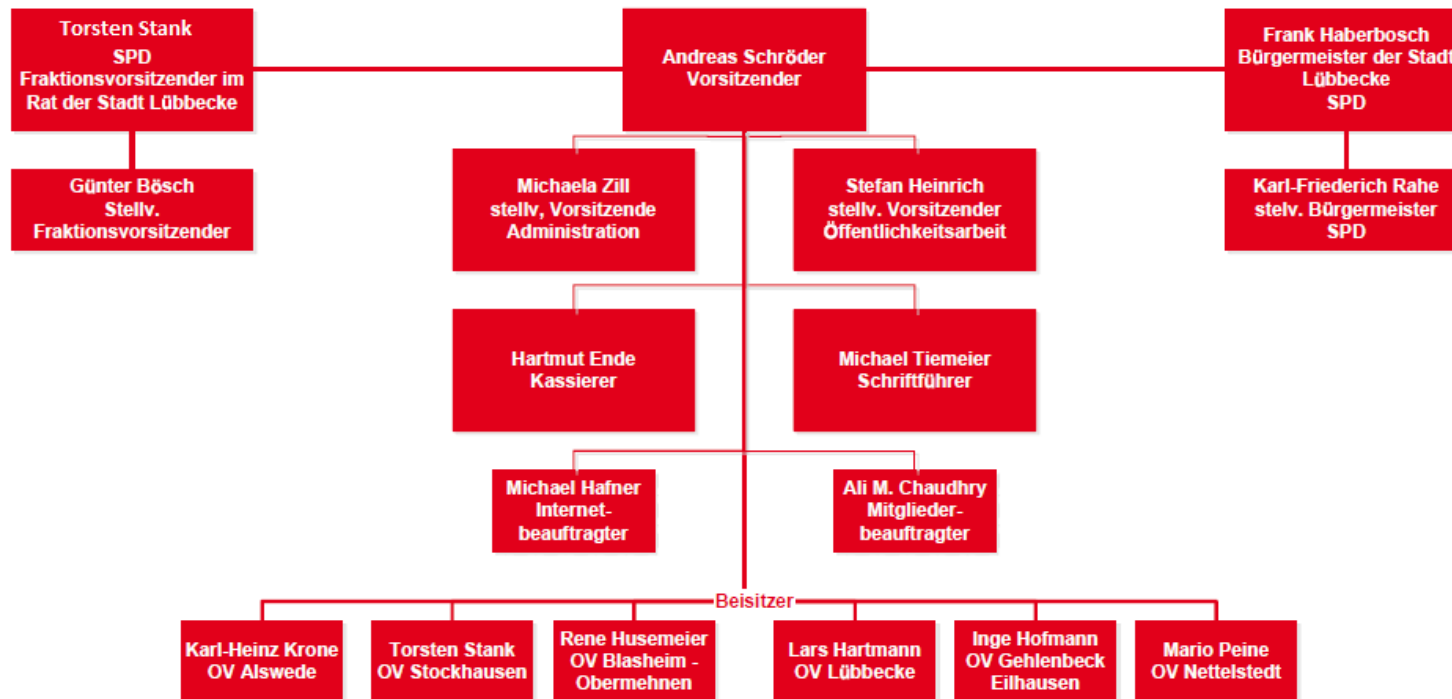 Torsten Stank
SPD
Fraktionsvorsitzender im
Rat der Stadt Lübbecke
Andreas Schröder
Vorsitzender
Frank Haberbosch
Bürgermeister der Stadt
Lübbecke
SPD
Günter Bösch
Stellv.
Fraktionsvorsitzender
Michaela Zill
stellv, Vorsitzende
Administration
Stefan Heinrich
stellv. Vorsitzender
Öffentlichkeitsarbeit
Karl-Friederich Rahe
stelv. Bürgermeister
SPD
Hartmut Ende
Kassierer
Michael Tiemeier
Schriftführer
Michael Hafner
Internet-
beauftragter
Ali M. Chaudhry
Mitglieder-
beauftragter
Beisitzer
Karl-Heinz Krone
OV Alswede
Torsten Stank
OV Stockhausen
Rene Husemeier
OV Blasheim -
Obermehnen
Lars Hartmann
OV Lübbecke
Inge Hofmann
OV Gehlenbeck
Eilhausen
Mario Peine
OV Nettelstedt